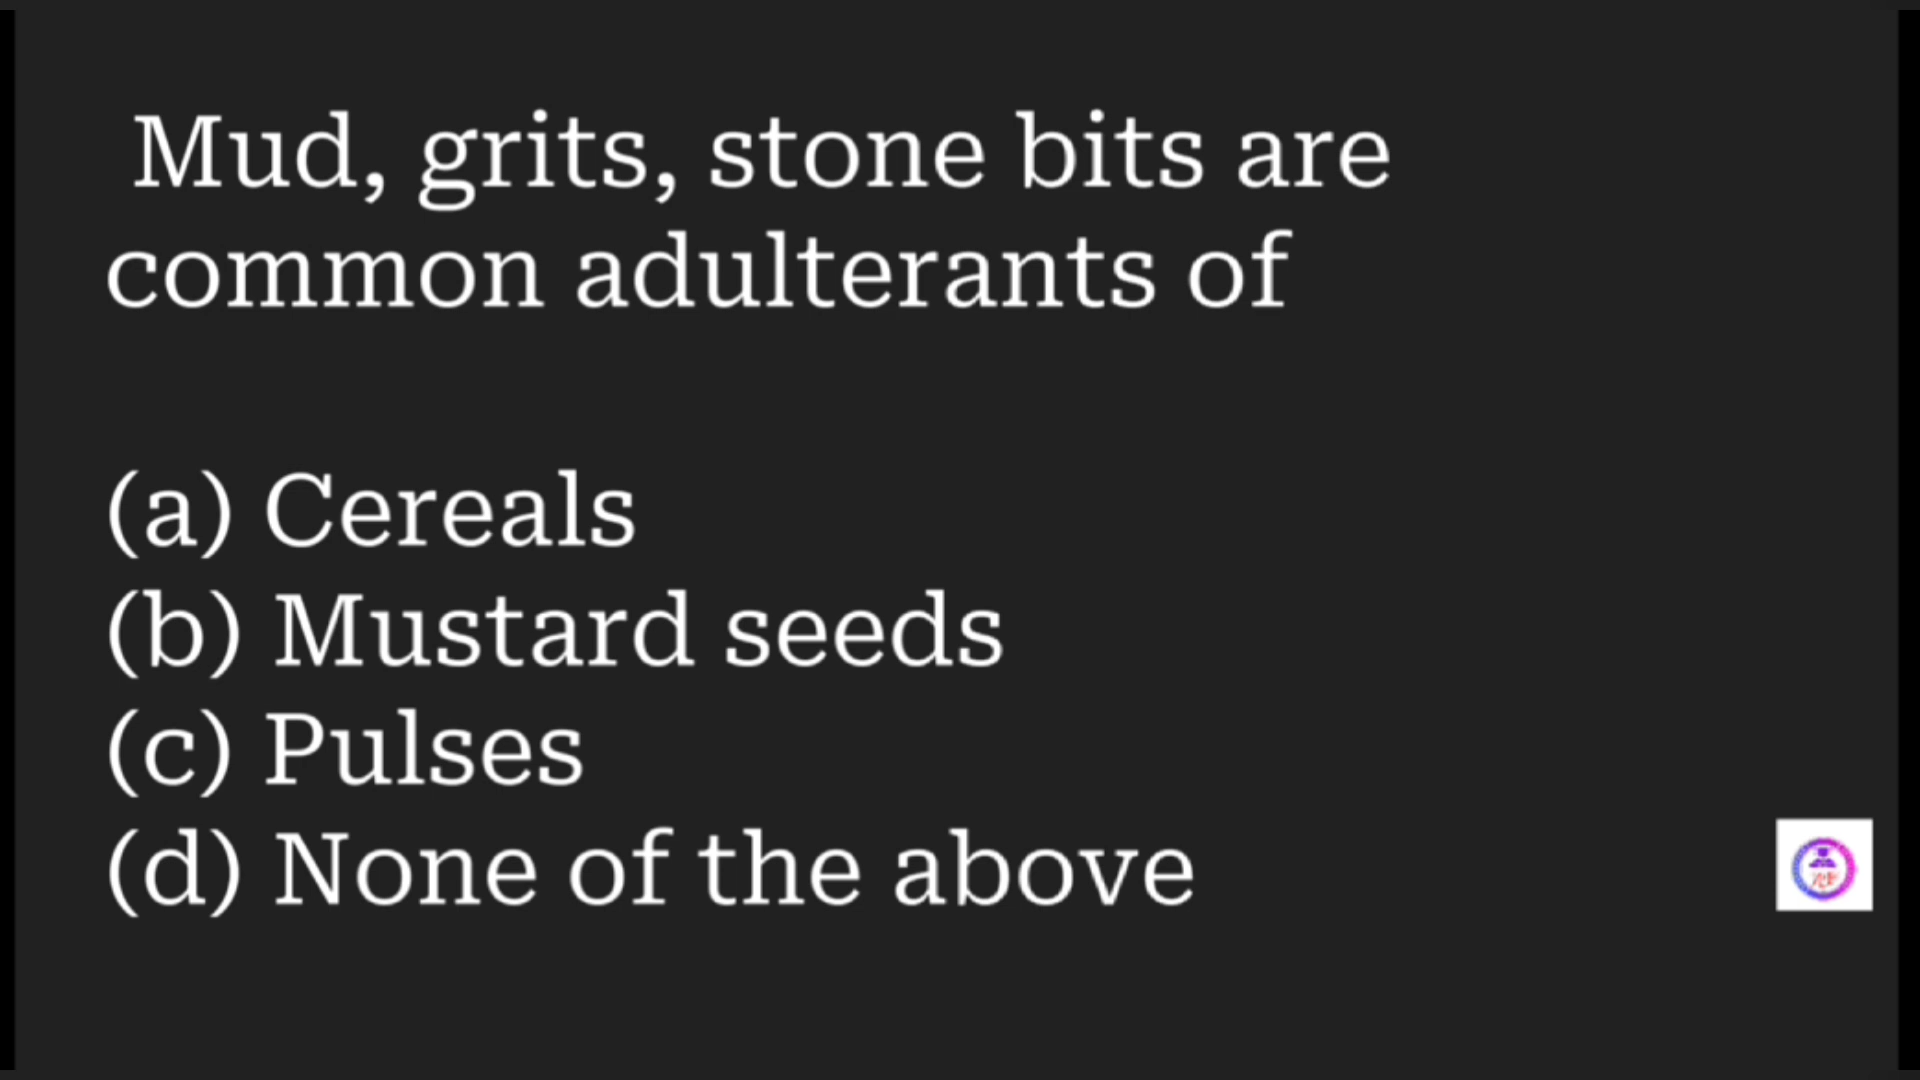 Mud, grits, stone bits are
common adulterants of
(a) Cereals
(b) Mustard seeds
(c) Pulses
(d) None of the above